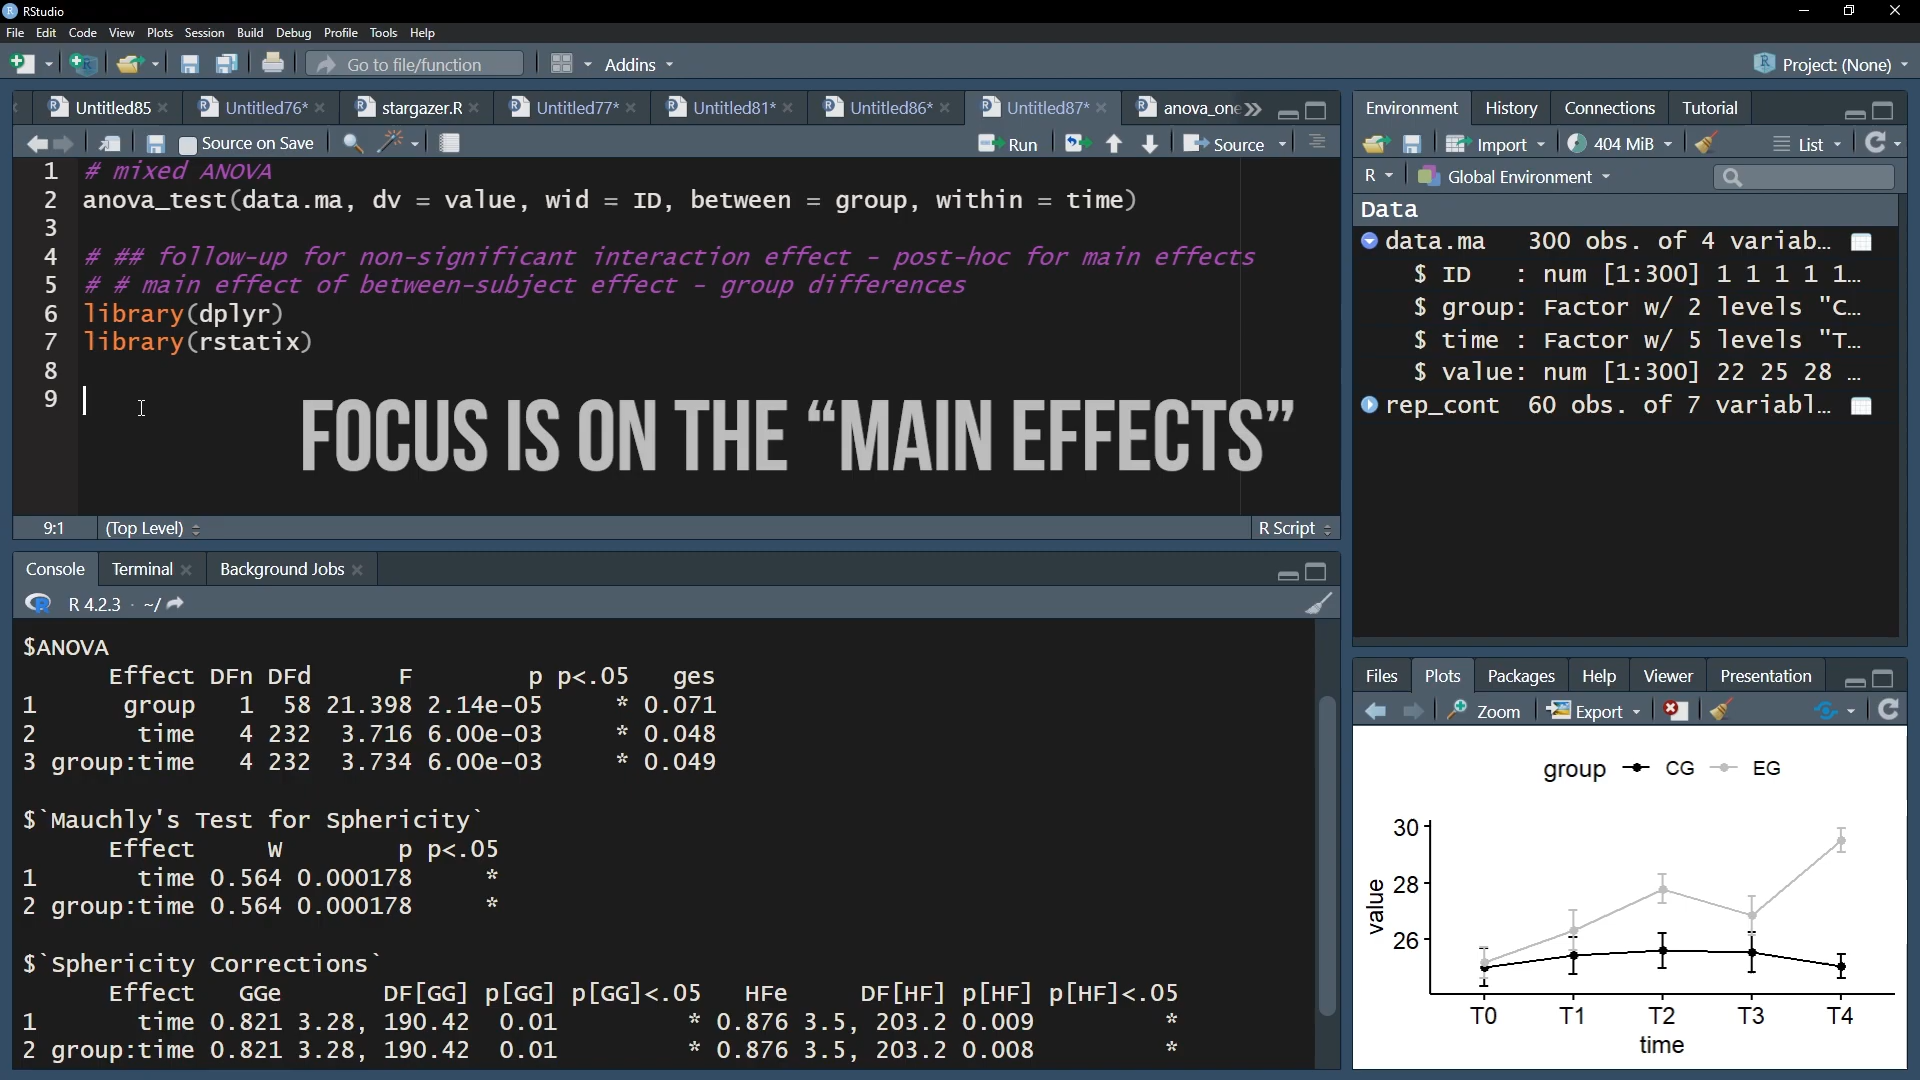 RStudio
File Edit Code View Plots Session Build Debug Profile Tools Help
Go to file/function Addins Project: (None)
Untitled85 Untitled76* stargazer.R Untitled77* Untitled81* Untitled86* Untitled87* anova_one
Source on Save Run Source
1 # mixed ANOVA
2 anova_test(data.ma, dv = value, wid = ID, between = group, within = time)
3
4 # ## follow-up for non-significant interaction effect - post-hoc for main effects
5 # # main effect of between-subject effect - group differences
6 library(dplyr)
7 library(rstatix)
8
9
FOCUS IS ON THE “MAIN EFFECTS”
9:1 (Top Level) R Script
Console Terminal Background Jobs
R 4.2.3 · ~/
$ANOVA
Effect DFn DFd F p p<.05 ges
1 group 1 58 21.398 2.14e-05 * 0.071
2 time 4 232 3.716 6.00e-03 * 0.048
3 group:time 4 232 3.734 6.00e-03 * 0.049
$`Mauchly's Test for Sphericity`
Effect W p p<.05
1 time 0.564 0.000178 *
2 group:time 0.564 0.000178 *
$`Sphericity Corrections`
Effect GGe DF[GG] p[GG] p[GG]<.05 HFe DF[HF] p[HF] p[HF]<.05
1 time 0.821 3.28, 190.42 0.01 * 0.876 3.5, 203.2 0.009 *
2 group:time 0.821 3.28, 190.42 0.01 * 0.876 3.5, 203.2 0.008 *
Environment History Connections Tutorial
Import 404 MiB List
R Global Environment
Data
data.ma 300 obs. of 4 variab…
$ ID : num [1:300] 1 1 1 1 1…
$ group: Factor w/ 2 levels "C…
$ time : Factor w/ 5 levels "T…
$ value: num [1:300] 22 25 28 …
rep_cont 60 obs. of 7 variabl…
Files Plots Packages Help Viewer Presentation
Zoom Export
group CG EG
30
28
26
value
T0 T1 T2 T3 T4
time